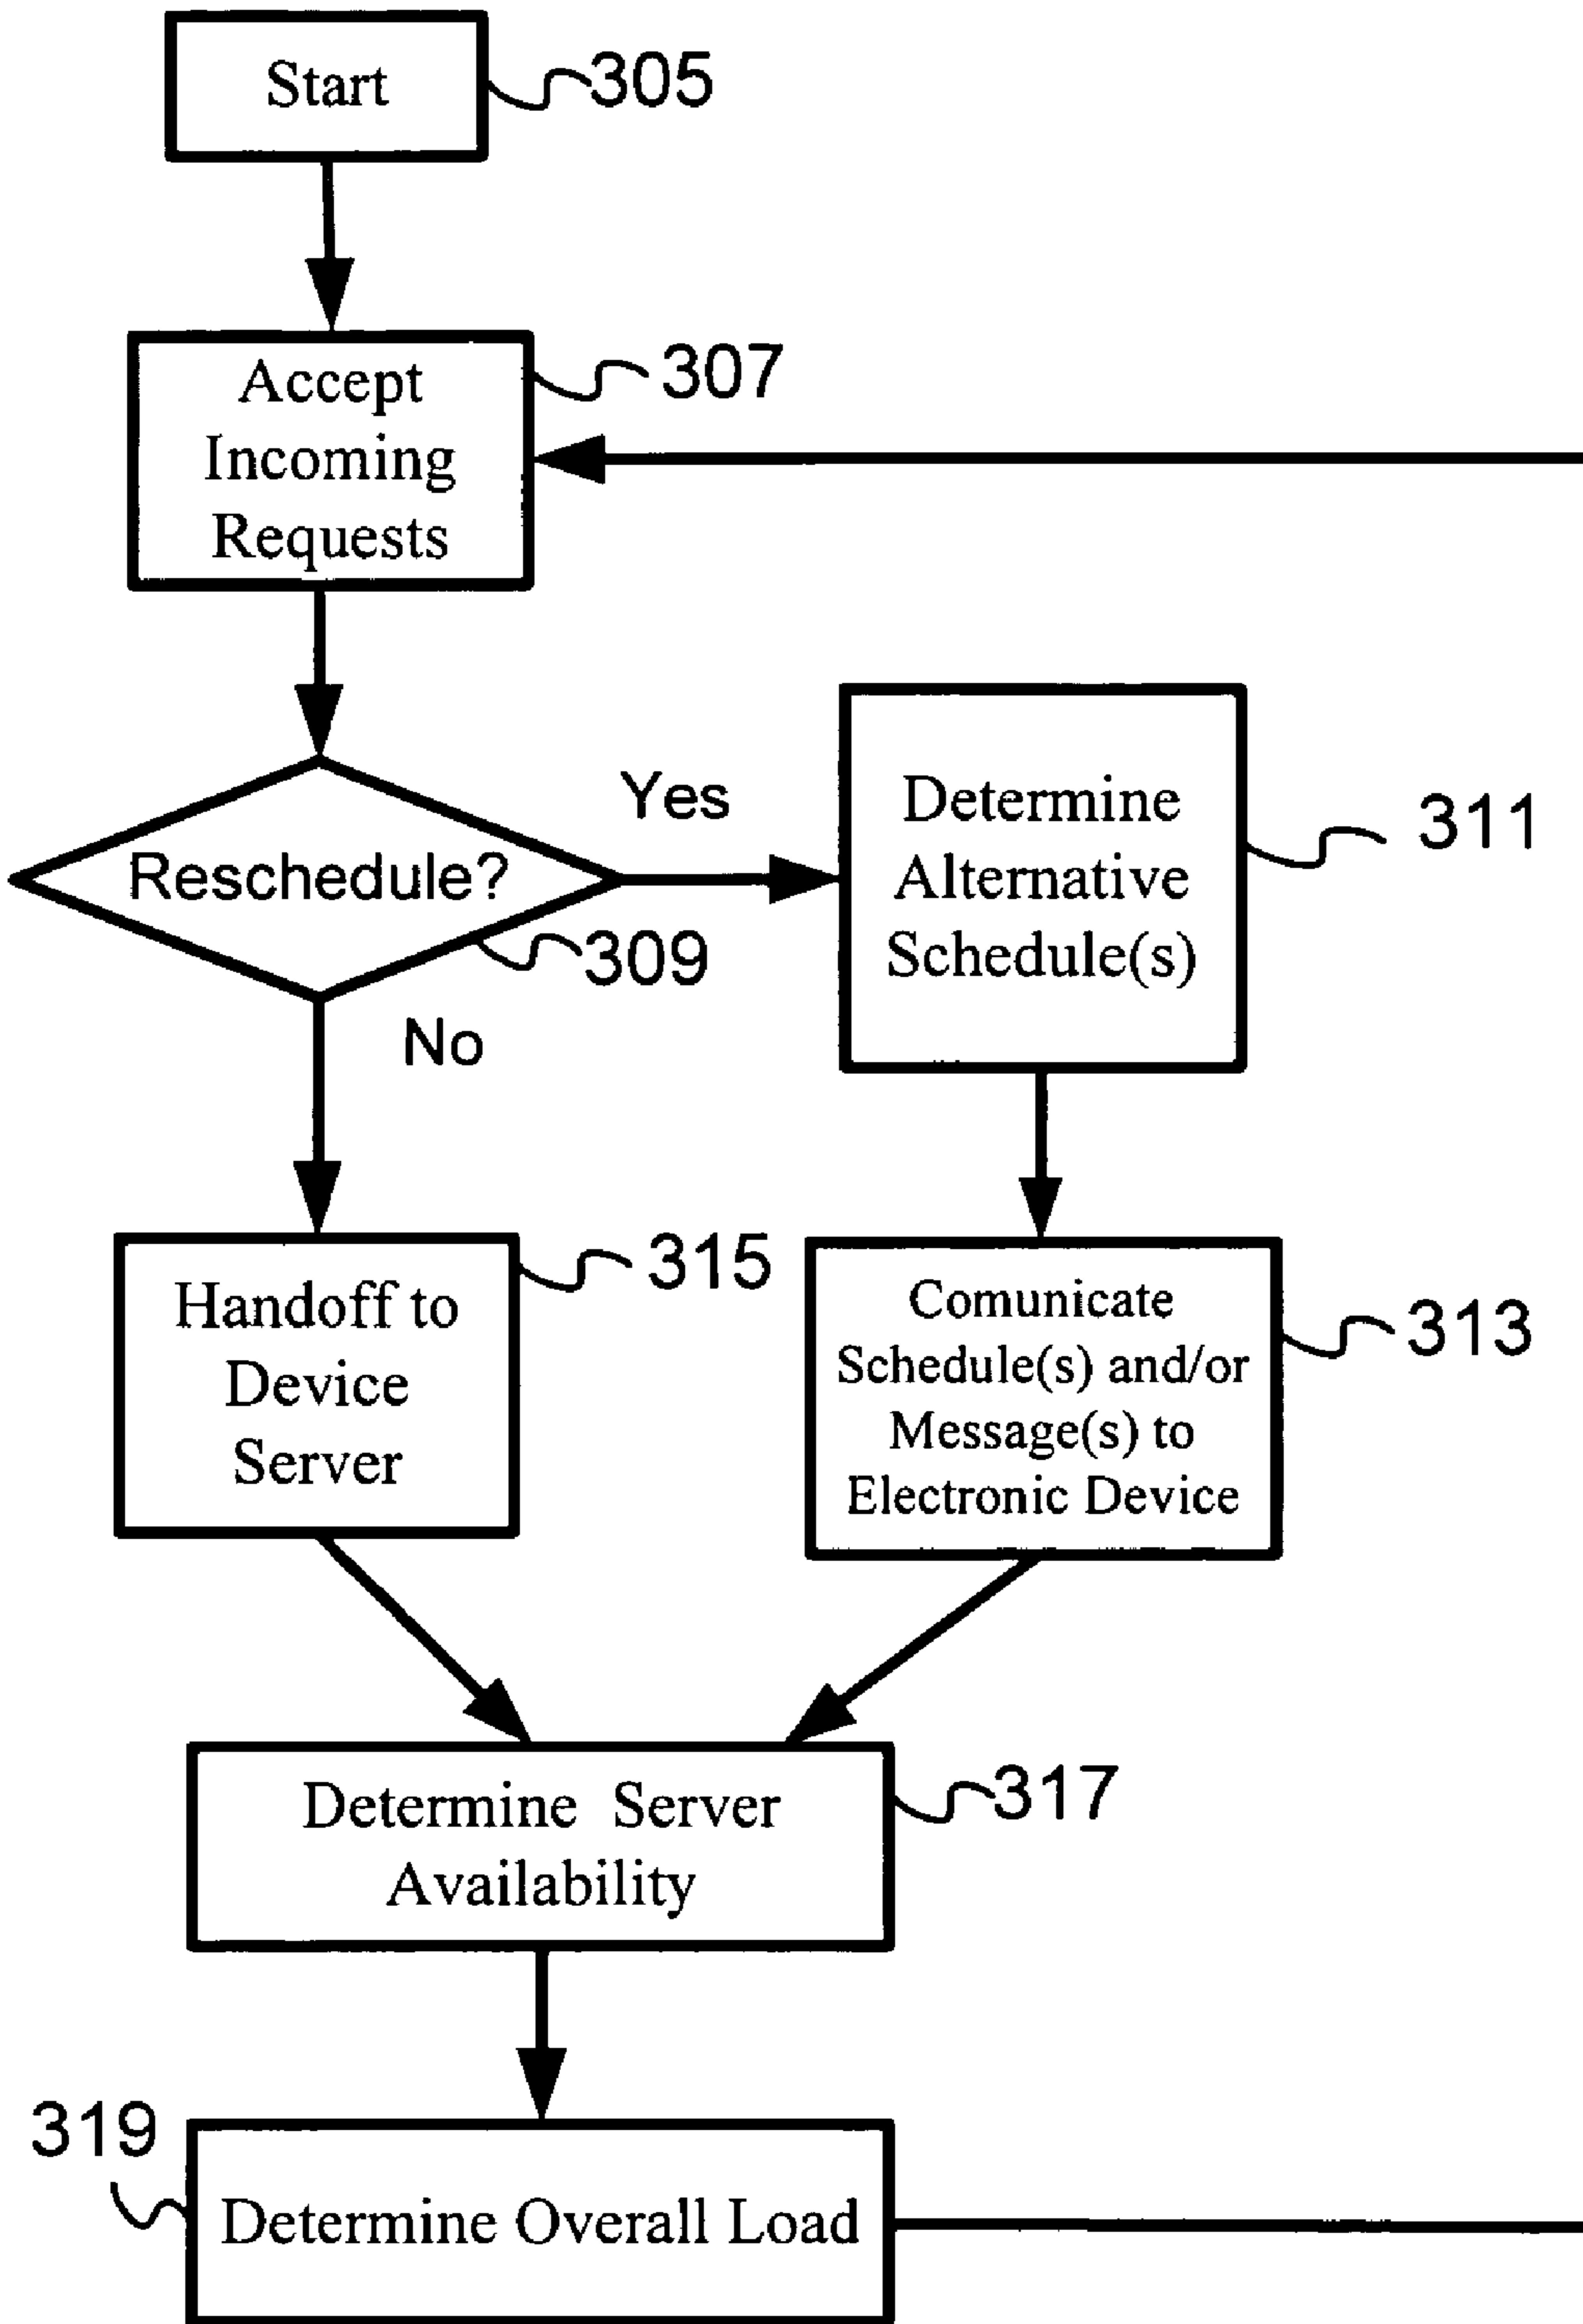 Start
305
Accept
Incoming
Requests
307
Reschedule?
309
Yes
No
Determine
Alternative
Schedule(s)
311
Comunicate
Schedule(s) and/or
Message(s) to
Electronic Device
313
Handoff to
Device
Server
315
Determine Server
Availability
317
Determine Overall Load
319